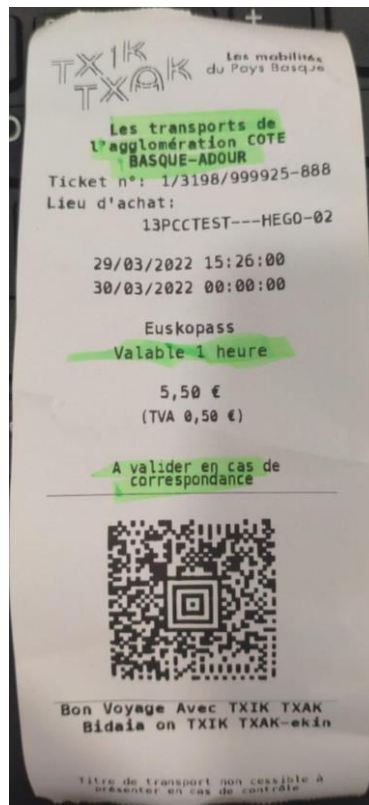 TXIK
TXAK
Les mobilités
du Pays Basque
Les transports de
l'agglomération COTE
BASQUE-ADOUR
Ticket n°: 1/3198/999925-888
Lieu d'achat:
13PCCTEST---HEGO-02
29/03/2022 15:26:00
30/03/2022 00:00:00
Euskopass
Valable 1 heure
5,50 €
(TVA 0,50 €)
A valider en cas de
correspondance
Bon Voyage Avec TXIK TXAK
Bidaia on TXIK TXAK-ekin
Titre de transport non cessible à
présenter en cas de contrôle